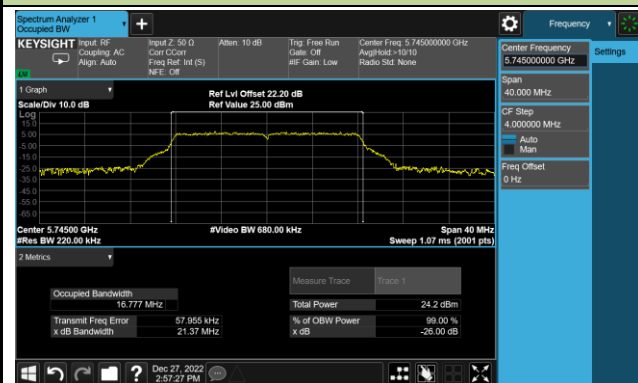 Spectrum Analyzer 1
Occupied BW
Frequency
KEYSIGHT
Input: RF
Coupling: AC
Align: Auto
Input Z: 50 Ω
Corr CCorr
Freq Ref: Int (S)
NFE: Off
Atten: 10 dB
Trig: Free Run
Gate: Off
#IF Gain: Low
Center Freq: 5.745000000 GHz
Avg|Hold:>10/10
Radio Std: None
Center Frequency
5.745000000 GHz
Settings
Span
40.000 MHz
CF Step
4.000000 MHz
Auto
Man
Freq Offset
0 Hz
1 Graph
Scale/Div 10.0 dB
Ref Lvl Offset 22.20 dB
Ref Value 25.00 dBm
Log
15.0
5.00
-5.00
-15.0
-25.0
-35.0
-45.0
-55.0
-65.0
Center 5.74500 GHz
#Video BW 680.00 kHz
Span 40 MHz
#Res BW 220.00 kHz
Sweep 1.07 ms (2001 pts)
2 Metrics
Measure Trace
Trace 1
Occupied Bandwidth
16.777 MHz
Total Power
24.2 dBm
Transmit Freq Error
57.955 kHz
% of OBW Power
99.00 %
x dB Bandwidth
21.37 MHz
x dB
-26.00 dB
?
Dec 27, 2022
2:57:27 PM